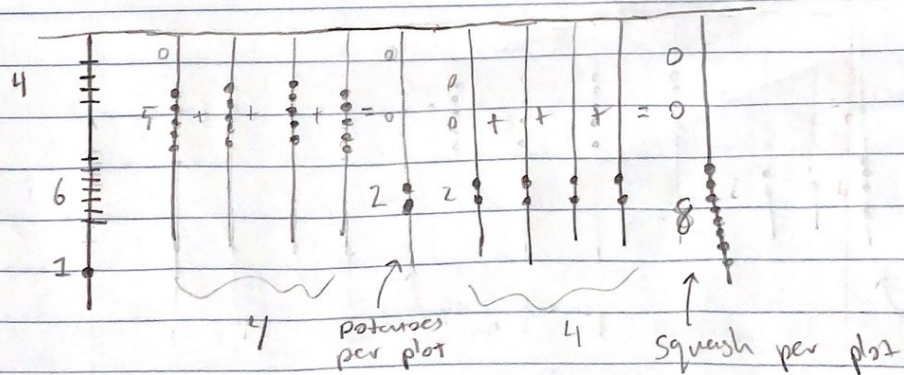 0 0 0
4
5 + + + = 0 0 + + + = 0
6 2 2 8
1
4 potatoes per plot 4 Squash per plot